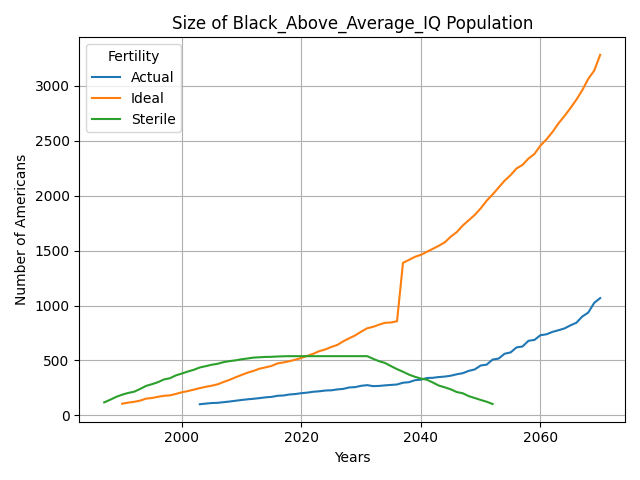 Size of Black_Above_Average_IQ Population
Fertility
Actual
Ideal
Sterile
Number of Americans
3000
2500
2000
1500
1000
500
0
2000
2020
2040
2060
Years